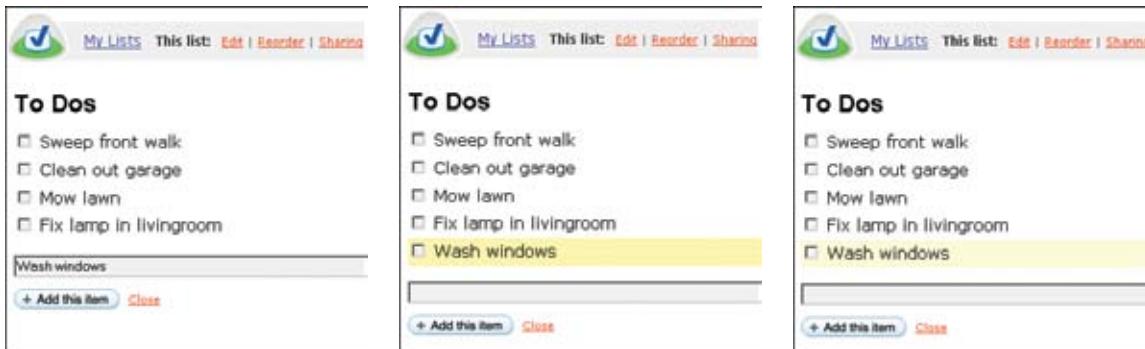 My Lists This list: Edit | Reorder | Sharing
To Dos
Sweep front walk
Clean out garage
Mow lawn
Fix lamp in livingroom
Wash windows
+ Add this item Close
My Lists This list: Edit | Reorder | Sharing
To Dos
Sweep front walk
Clean out garage
Mow lawn
Fix lamp in livingroom
Wash windows
+ Add this item Close
My Lists This list: Edit | Reorder | Sharing
To Dos
Sweep front walk
Clean out garage
Mow lawn
Fix lamp in livingroom
Wash windows
+ Add this item Close